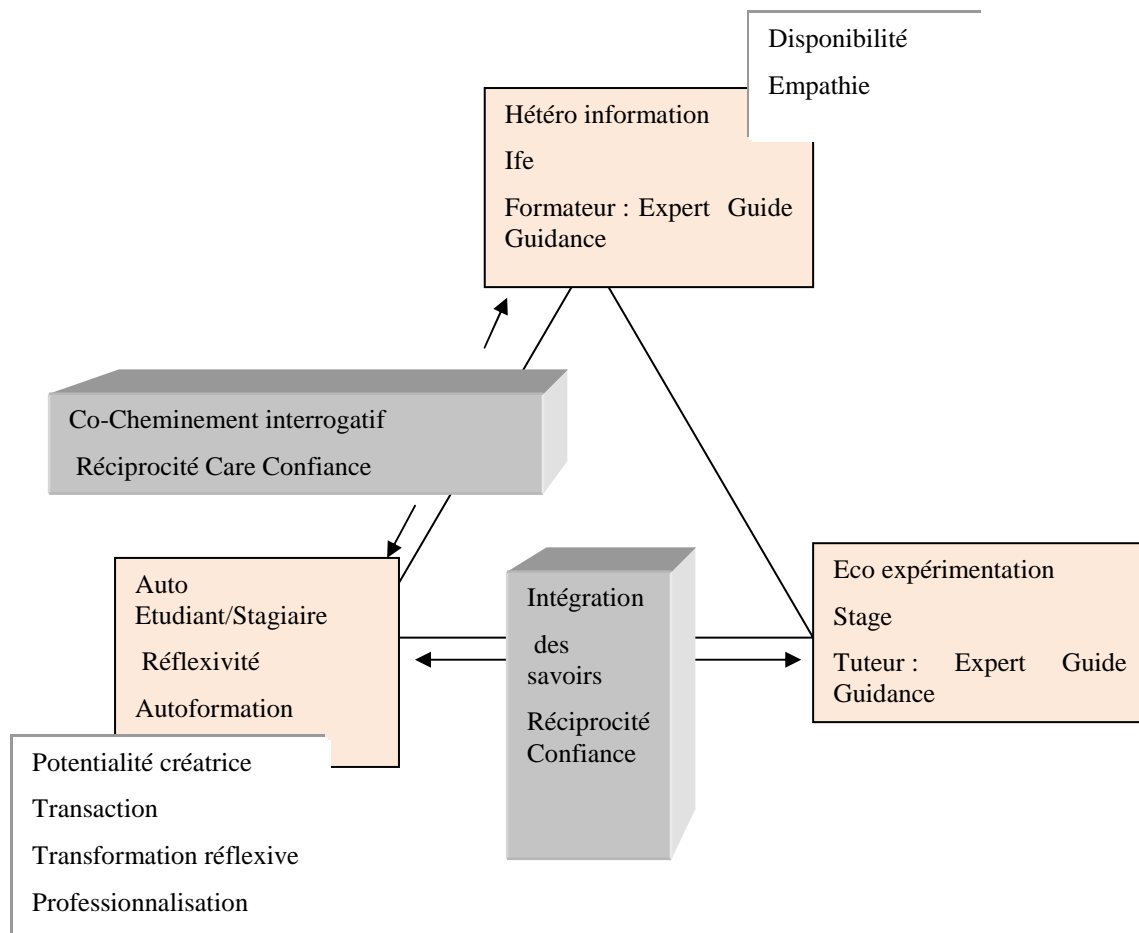 Disponibilité
Empathie
Hétéro information
Ife
Formateur : Expert Guide
Guidance
Co-Cheminement interrogatif
Réciprocité Care Confiance
Auto
Etudiant/Stagiaire
Réflexivité
Autoformation
Intégration
des
savoirs
Réciprocité
Confiance
Eco expérimentation
Stage
Tuteur : Expert Guide
Guidance
Potentialité créatrice
Transaction
Transformation réflexive
Professionnalisation